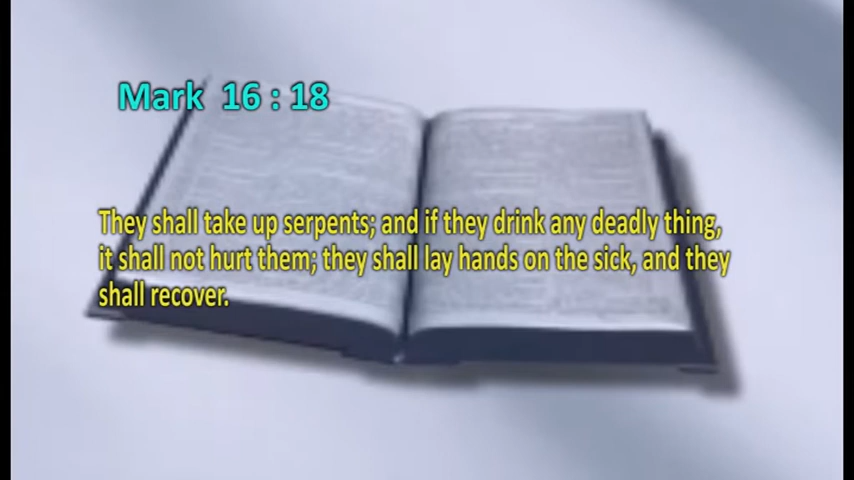 Mark 16 : 18
They shall take up serpents; and if they drink any deadly thing,
it shall not hurt them; they shall lay hands on the sick, and they
shall recover.